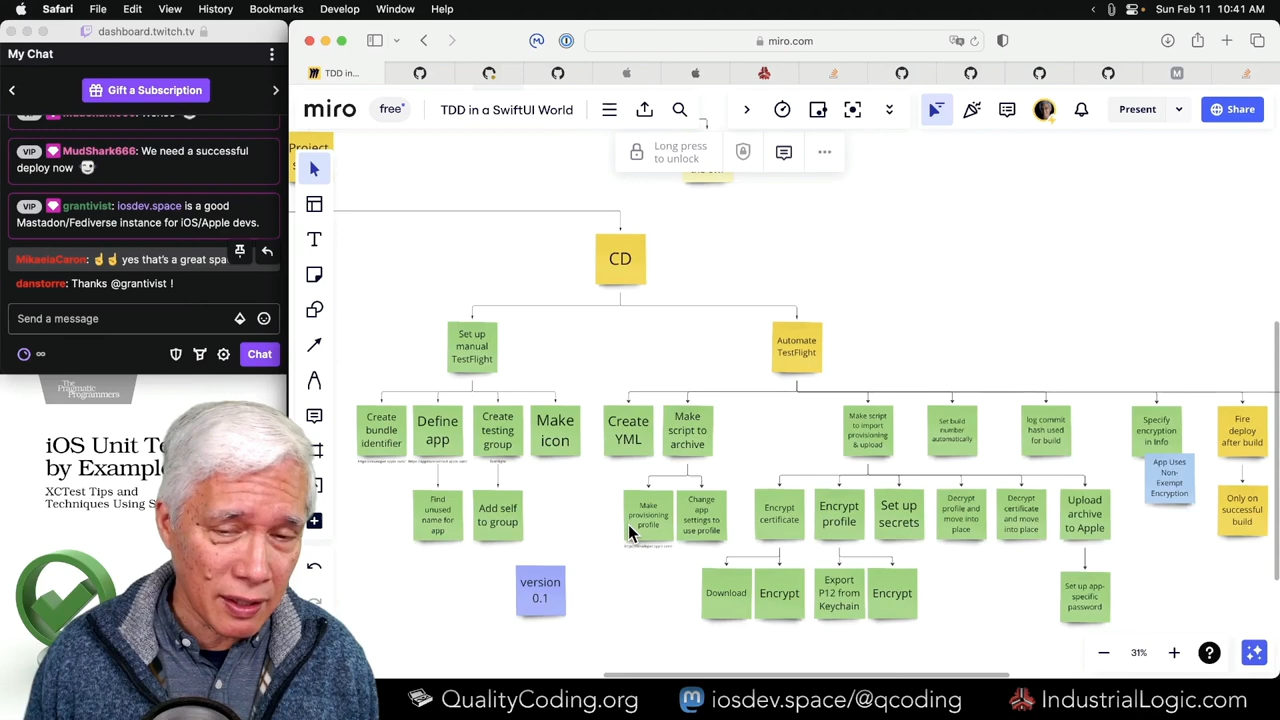 Safari File Edit View History Bookmarks Develop Window Help
Sun Feb 11 10:41 AM
dashboard.twitch.tv
My Chat
Gift a Subscription
VIP MudShark666: We need a successful
deploy now
VIP grantivist: iosdev.space is a good
Mastadon/Fediverse instance for iOS/Apple devs.
MikaelaCaron: yes that's a great spa
danstorre: Thanks @grantivist !
Send a message
Chat
The
Pragmatic
Programmers
iOS Unit Te
by Example
XCTest Tips and
Techniques Using S
miro.com
TDD in...
miro
free
TDD in a SwiftUI World
Present
Share
Long press
to unlock
Project
CD
Set up
manual
TestFlight
Automate
TestFlight
Create
bundle
identifier
Define
app
Create
testing
group
Make
icon
Create
YML
Make
script to
archive
Make script
to import
provisioning
& upload
Set build
number
automatically
log commit
hash used
for build
Specify
encryption
in Info
App Uses
Non-
Exempt
Encryption
Fire
deploy
after build
Find
unused
name for
app
Add self
to group
Make
provisioning
profile
Change
app
settings to
use profile
Encrypt
certificate
Encrypt
profile
Set up
secrets
Decrypt
profile and
move into
place
Decrypt
certificate
and move
into place
Upload
archive
to Apple
Only on
successful
build
version
0.1
Download
Encrypt
Export
P12 from
Keychain
Encrypt
Set up app-
specific
password
31%
QualityCoding.org
iosdev.space/@qcoding
IndustrialLogic.com